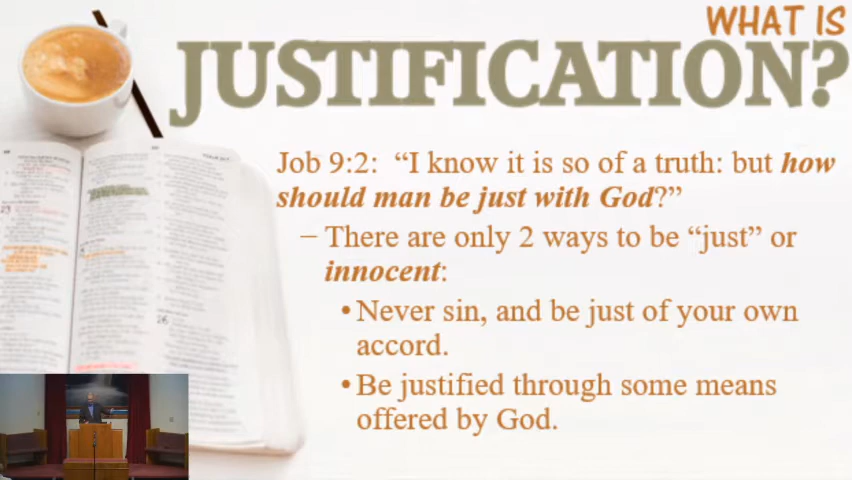 WHAT IS
JUSTIFICATION?
Job 9:2:  “I know it is so of a truth: but how
should man be just with God?”
– There are only 2 ways to be “just” or
innocent:
• Never sin, and be just of your own
accord.
• Be justified through some means
offered by God.